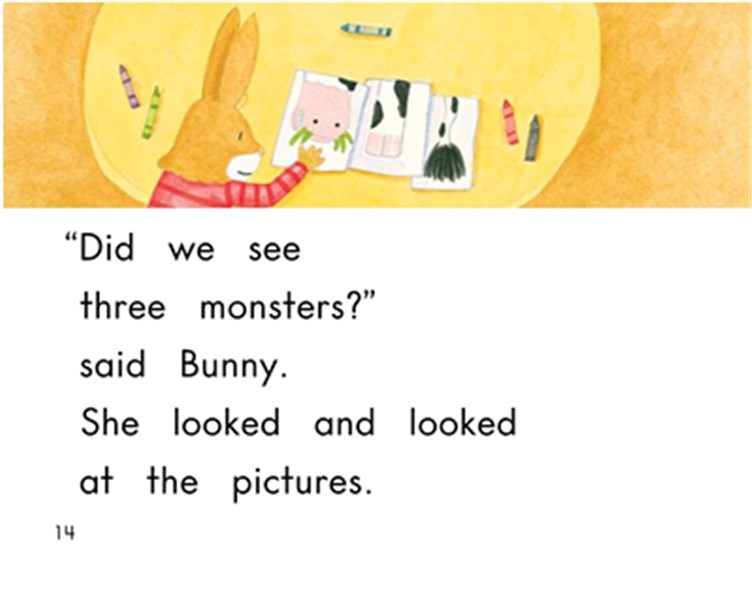 “Did we see
three monsters?”
said Bunny.
She looked and looked
at the pictures.
14